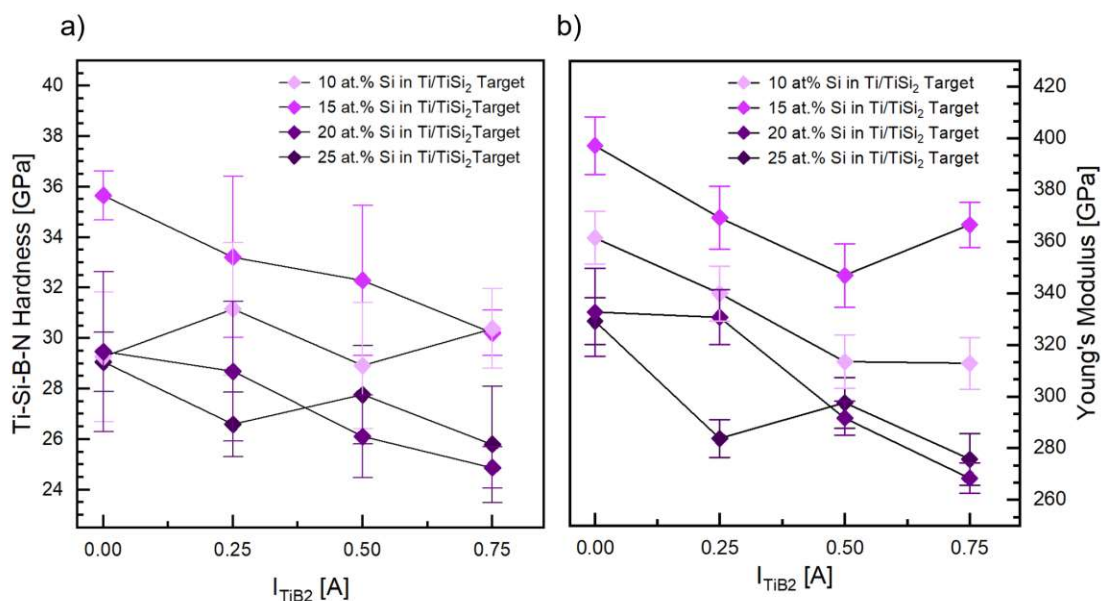 a)
Ti-Si-B-N Hardness [GPa]
40
38
36
34
32
30
28
26
24
10 at.% Si in Ti/TiSi₂ Target
15 at.% Si in Ti/TiSi₂ Target
20 at.% Si in Ti/TiSi₂Target
25 at.% Si in Ti/TiSi₂Target
0.00 0.25 0.50 0.75
I_TiB2 [A]
b)
10 at% Si in Ti/TiSi₂ Target
15 at.% Si in Ti/TiSi₂ Target
20 at.% Si in Ti/TiSi₂ Target
25 at.% Si in Ti/TiSi₂ Target
420
400
380
360
340
320
300
280
260
Young's Modulus [GPa]
0.00 0.25 0.50 0.75
I_TiB2 [A]